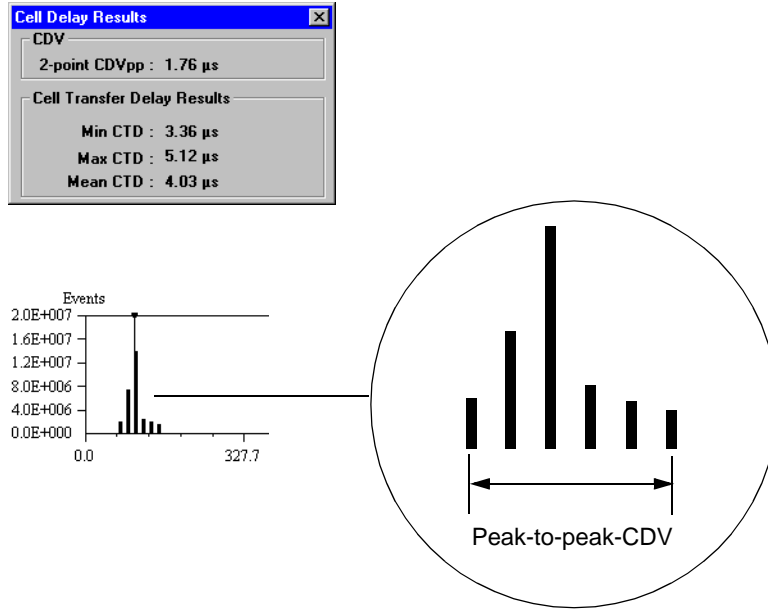 Cell Delay Results
CDV
2-point CDVpp : 1.76 µs
Cell Transfer Delay Results
Min CTD : 3.36 µs
Max CTD : 5.12 µs
Mean CTD : 4.03 µs
Events
2.0E+007
1.6E+007
1.2E+007
8.0E+006
4.0E+006
0.0E+000
0.0 327.7
Peak-to-peak-CDV